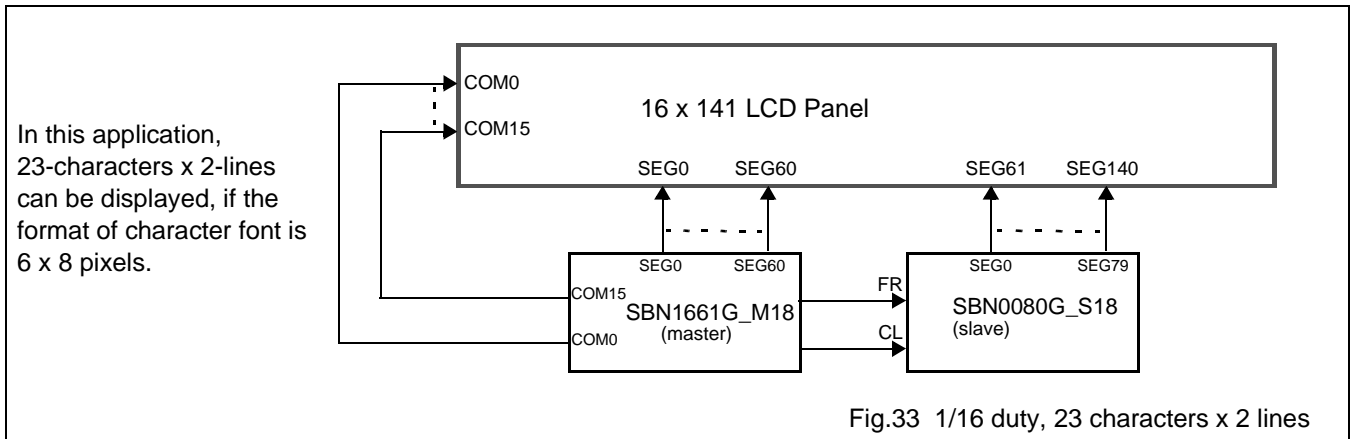 In this application,
23-characters x 2-lines
can be displayed, if the
format of character font is
6 x 8 pixels.
COM0
COM15
16 x 141 LCD Panel
SEG0 SEG60 SEG61 SEG140
SEG0 SEG60 SEG0 SEG79
COM15
COM0
SBN1661G_M18
(master)
FR
CL
SBN0080G_S18
(slave)
Fig.33 1/16 duty, 23 characters x 2 lines